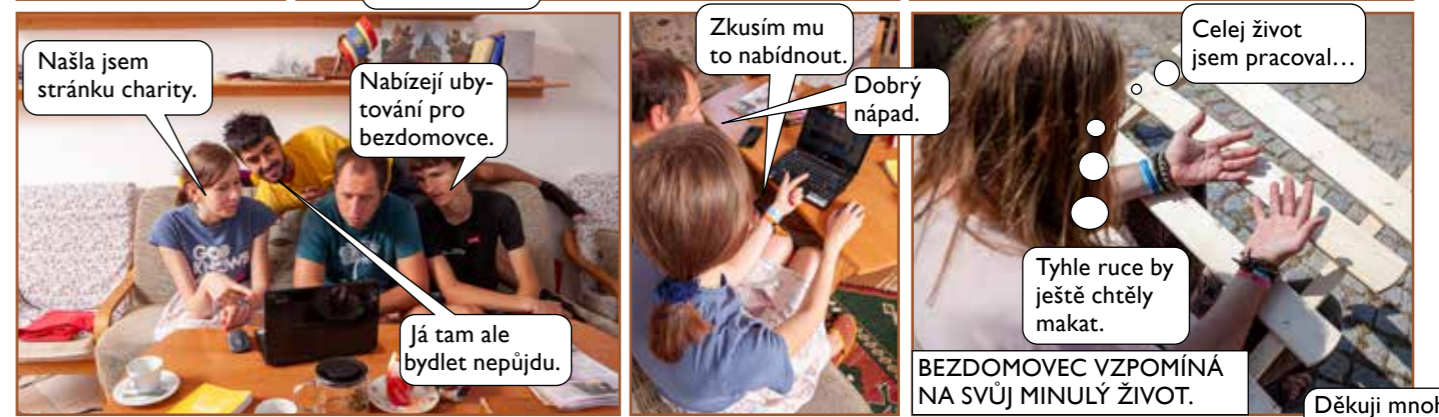 Našla jsem
stránku charity.
Nabízejí uby-
tování pro
bezdomovce.
Já tam ale
bydlet nepůjdu.
Zkusím mu
to nabídnout.
Dobrý
nápad.
Celej život
jsem pracoval…
Tyhle ruce by
ještě chtěly
makat.
BEZDOMOVEC VZPOMÍNÁ
NA SVŮJ MINULÝ ŽIVOT.
Děkuji